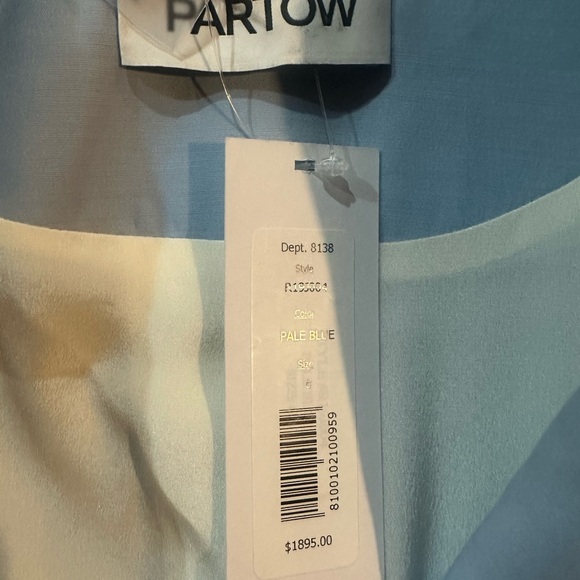 PARTOW
Dept. 8138
Style
Color
PALE BLUE
Size
8100102100959
$1895.00